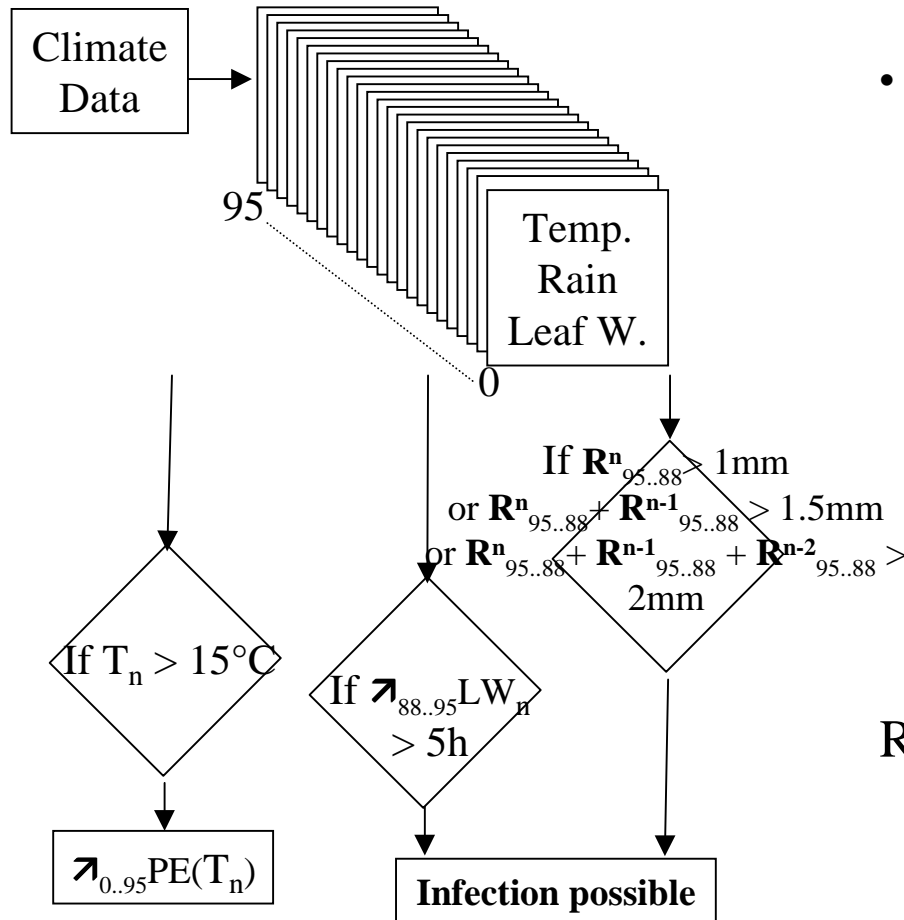 Climate
Data
•
95
Temp.
Rain
Leaf W.
0
If Rⁿ95..88 > 1mm
or Rⁿ95..88 + Rⁿ⁻¹95..88 > 1.5mm
or Rⁿ95..88 + Rⁿ⁻¹95..88 + Rⁿ⁻²95..88 >
2mm
If Tₙ > 15°C
If ↗88..95LWₙ
> 5h
R
↗0..95PE(Tₙ)
Infection possible